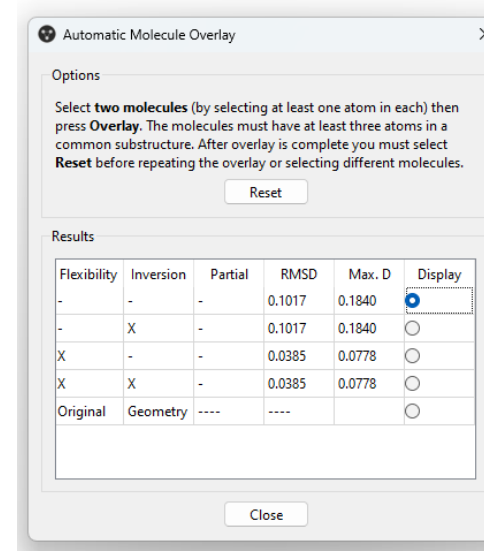 Automatic Molecule Overlay
Options
Select two molecules (by selecting at least one atom in each) then
press Overlay. The molecules must have at least three atoms in a
common substructure. After overlay is complete you must select
Reset before repeating the overlay or selecting different molecules.
Reset
Results
Flexibility Inversion Partial RMSD Max. D Display
- - - 0.1017 0.1840
- X - 0.1017 0.1840
X - - 0.0385 0.0778
X X - 0.0385 0.0778
Original Geometry ---- ----
Close